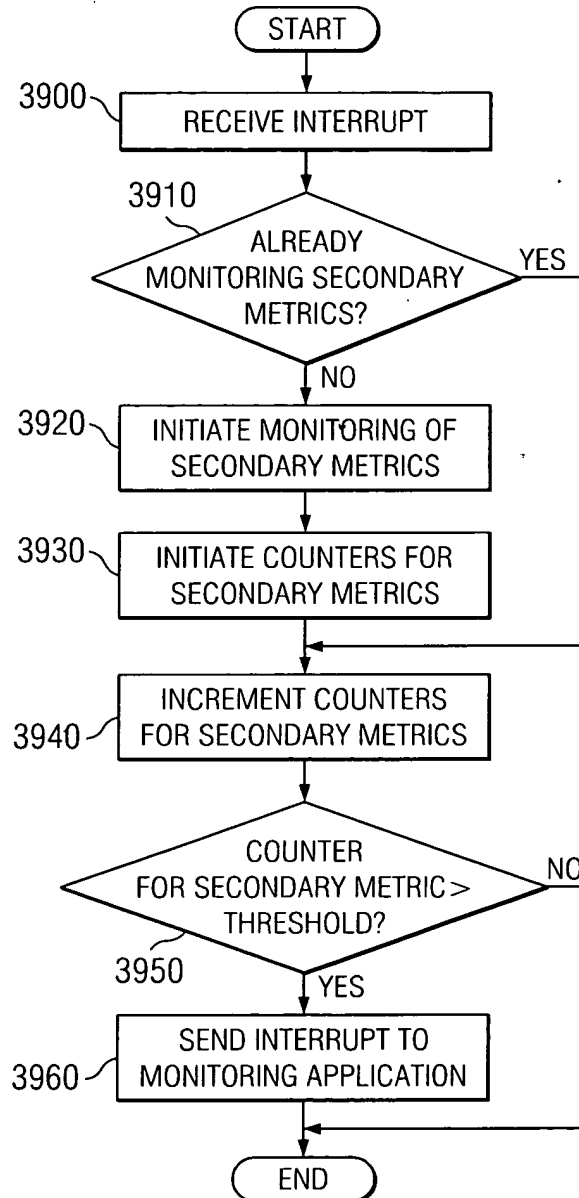 START
3900
RECEIVE INTERRUPT
3910
ALREADY
MONITORING SECONDARY
METRICS?
YES
NO
3920
INITIATE MONITORING OF
SECONDARY METRICS
3930
INITIATE COUNTERS FOR
SECONDARY METRICS
3940
INCREMENT COUNTERS
FOR SECONDARY METRICS
COUNTER
FOR SECONDARY METRIC >
THRESHOLD?
NO
3950
YES
3960
SEND INTERRUPT TO
MONITORING APPLICATION
END